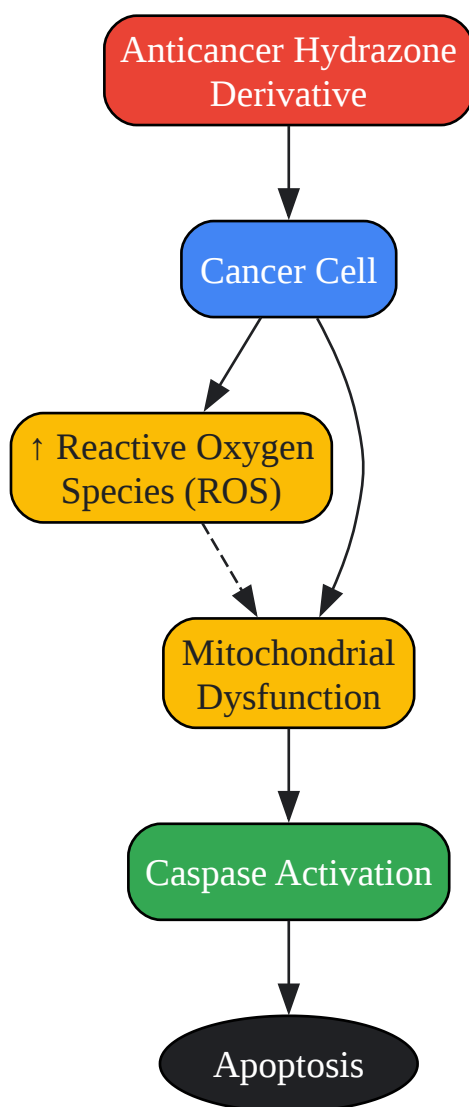 Anticancer Hydrazone
Derivative
Cancer Cell
↑ Reactive Oxygen
Species (ROS)
Mitochondrial
Dysfunction
Caspase Activation
Apoptosis